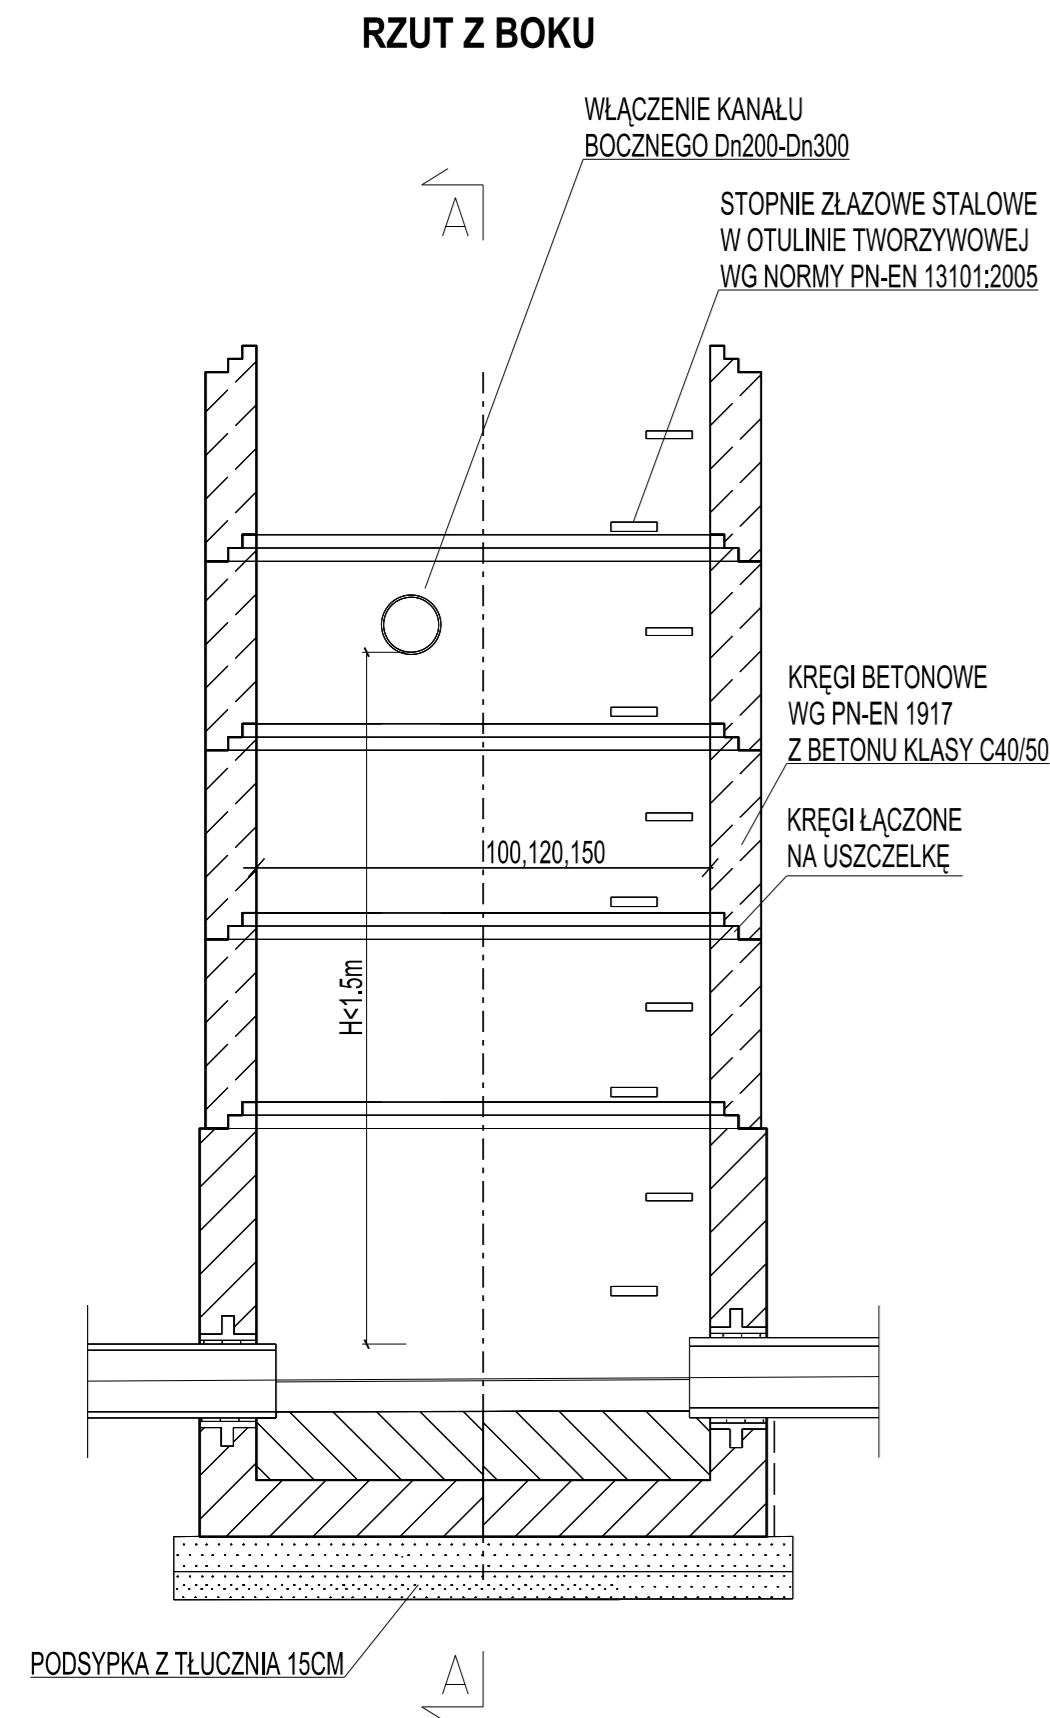 RZUT Z BOKU
WŁĄCZENIE KANAŁU
BOCZNEGO Dn200-Dn300
A
STOPNIE ZŁAZOWE STALOWE
W OTULINIE TWORZYWOWEJ
WG NORMY PN-EN 13101:2005
KRĘGI BETONOWE
WG PN-EN 1917
Z BETONU KLASY C40/50
KRĘGI ŁĄCZONE
NA USZCZELKĘ
100,120,150
H<1.5m
PODSYPKA Z TŁUCZNIA 15CM
A